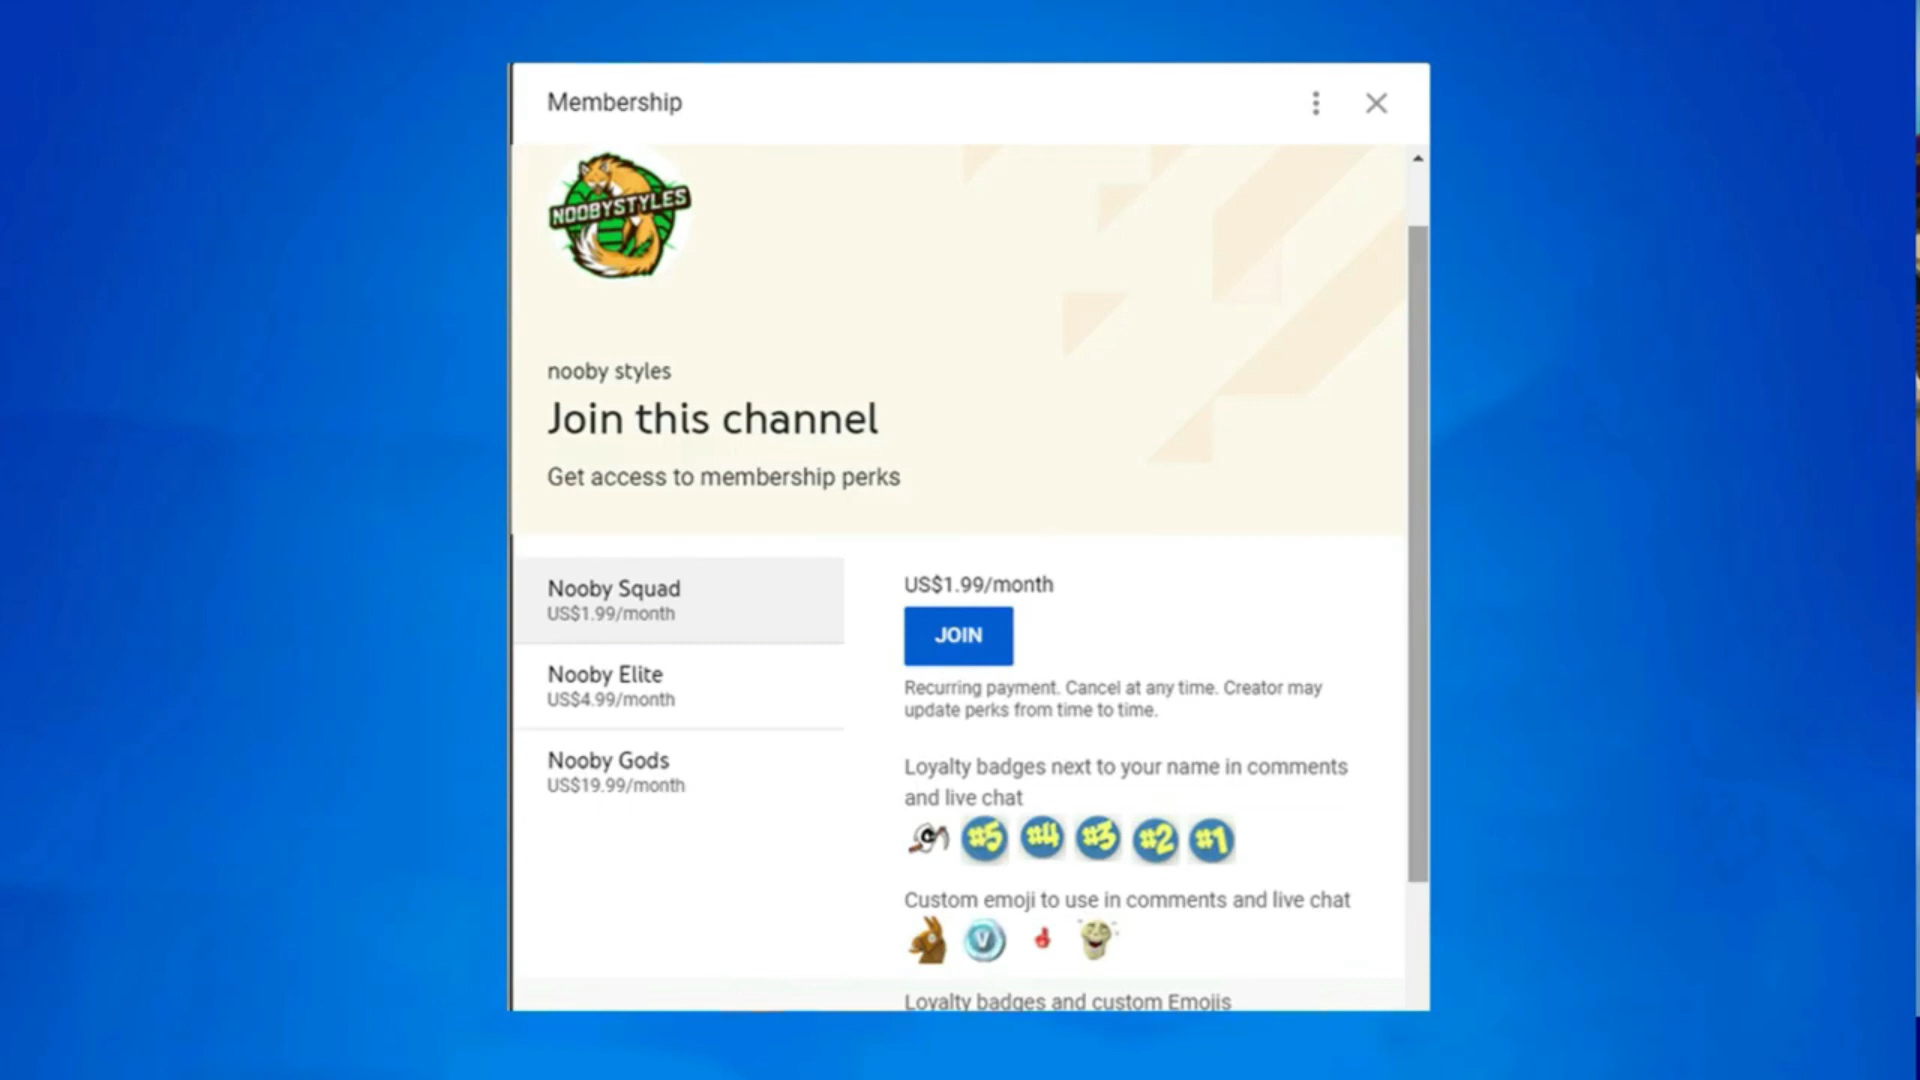 Membership
NOOBYSTYLES
nooby styles
Join this channel
Get access to membership perks
Nooby Squad
US$1.99/month
Nooby Elite
US$4.99/month
Nooby Gods
US$19.99/month
US$1.99/month
JOIN
Recurring payment. Cancel at any time. Creator may
update perks from time to time.
Loyalty badges next to your name in comments
and live chat
#5 #4 #3 #2 #1
Custom emoji to use in comments and live chat
V
Loyalty badges and custom Emojis